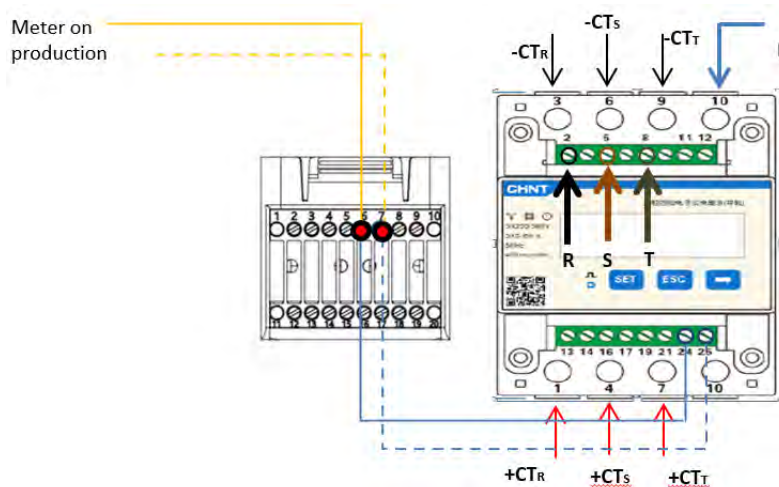 Meter on
production
-CTR
-CTS
-CTT
3 6 9 10
2 5 8 11 12
1 2 3 4 5 6 7 8 9 10
CHNT
R S T
SET ESC
11 12 13 14 15 16 17 18 19 20
13 14 16 17 19 21 24 25
1 4 7 10
+CTR +CTS +CTT